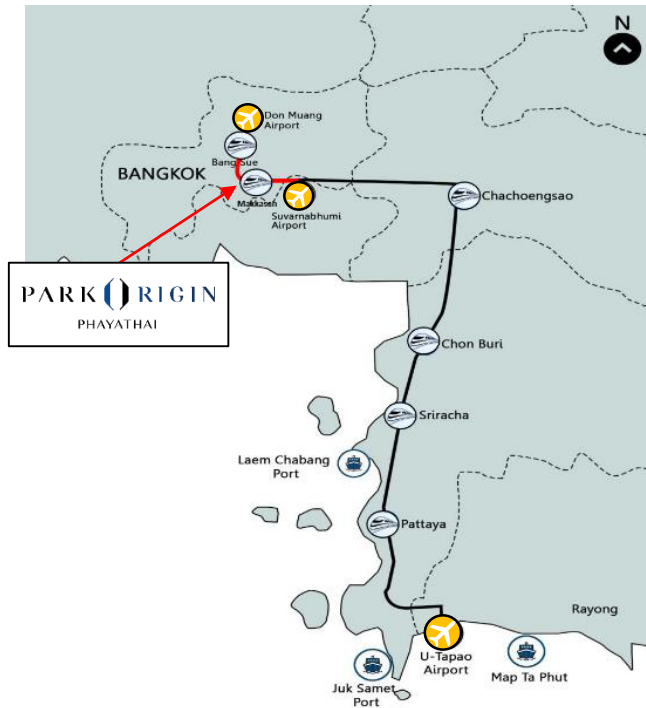 N
Don Muang
Airport
Bang Sue
BANGKOK
Makkasan
Suvarnabhumi
Airport
Chachoengsao
PARK ORIGIN
PHAYATHAI
Chon Buri
Sriracha
Laem Chabang
Port
Pattaya
Rayong
U-Tapao
Airport
Map Ta Phut
Juk Samet
Port